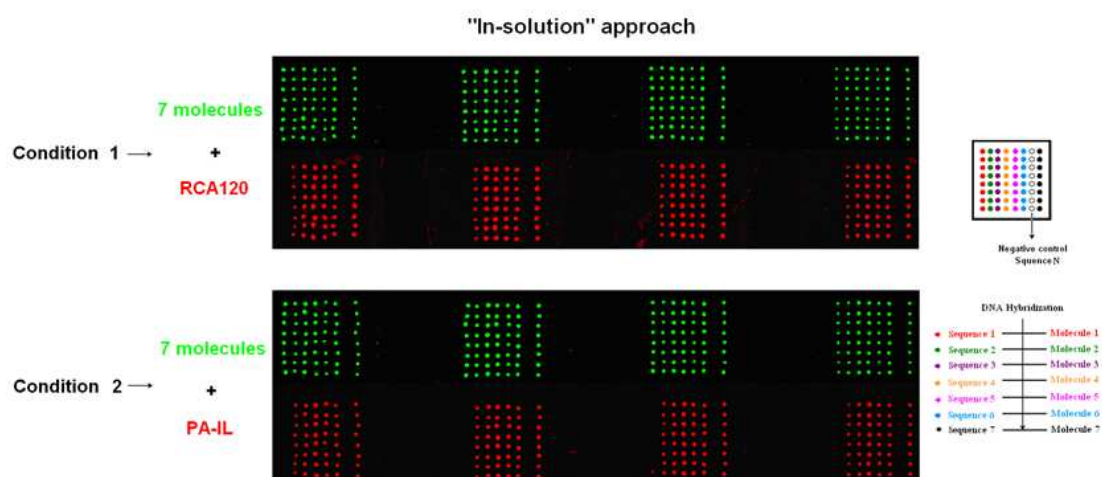 "In-solution" approach
7 molecules
Condition 1
+
RCA120
Negative control
Squence N
7 molecules
Condition 2
+
PA-IL
DNA Hybridization
Sequence 1 Molecule 1
Sequence 2 Molecule 2
Sequence 3 Molecule 3
Sequence 4 Molecule 4
Sequence 5 Molecule 5
Sequence 6 Molecule 6
Sequence 7 Molecule 7